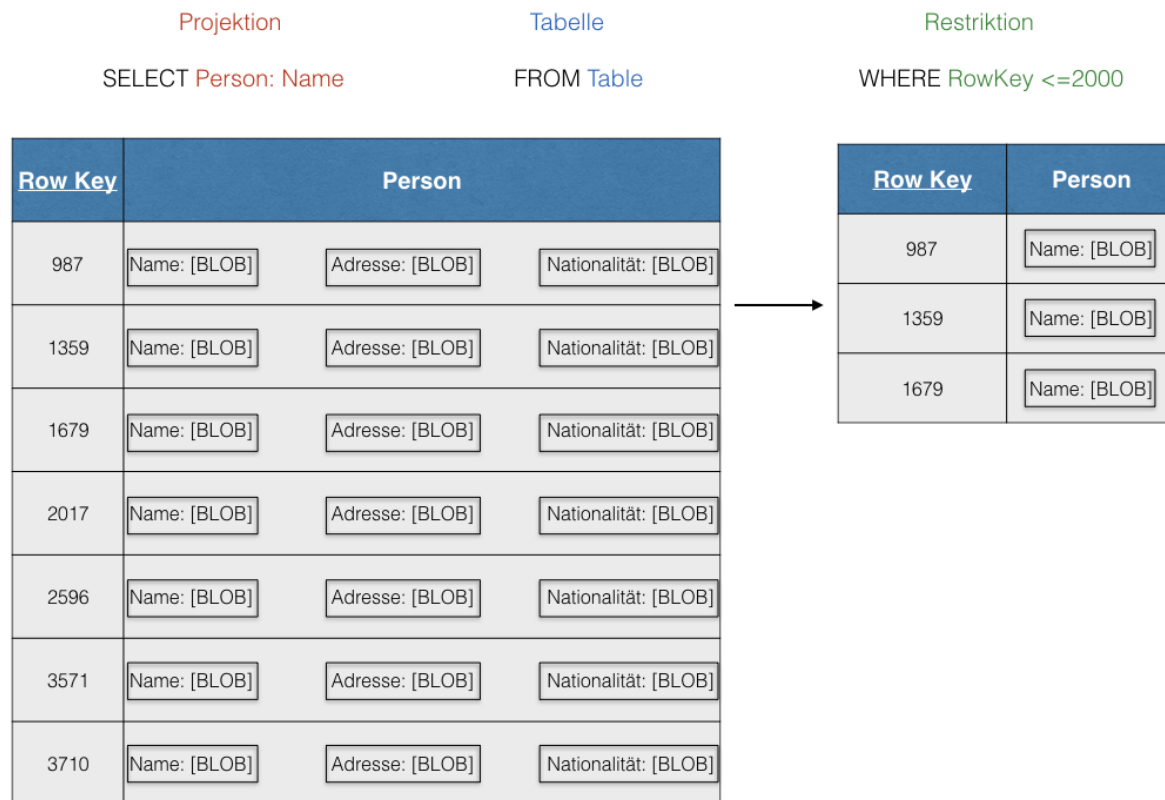 Projektion Tabelle Restriktion
SELECT Person: Name FROM Table WHERE RowKey <=2000
Row Key Person
987 Name: [BLOB] Adresse: [BLOB] Nationalität: [BLOB]
1359 Name: [BLOB] Adresse: [BLOB] Nationalität: [BLOB]
1679 Name: [BLOB] Adresse: [BLOB] Nationalität: [BLOB]
2017 Name: [BLOB] Adresse: [BLOB] Nationalität: [BLOB]
2596 Name: [BLOB] Adresse: [BLOB] Nationalität: [BLOB]
3571 Name: [BLOB] Adresse: [BLOB] Nationalität: [BLOB]
3710 Name: [BLOB] Adresse: [BLOB] Nationalität: [BLOB]
Row Key Person
987 Name: [BLOB]
1359 Name: [BLOB]
1679 Name: [BLOB]